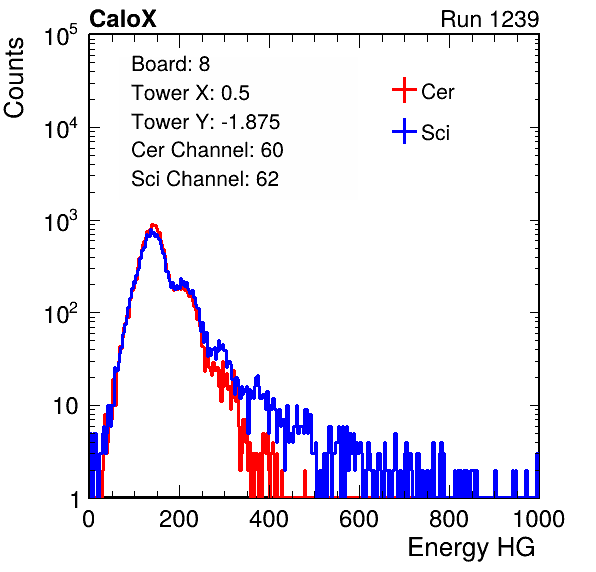 CaloX Run 1239
Counts
10^5
10^4
10^3
10^2
10
1
Board: 8
Tower X: 0.5
Tower Y: -1.875
Cer Channel: 60
Sci Channel: 62
Cer
Sci
0 200 400 600 800 1000
Energy HG